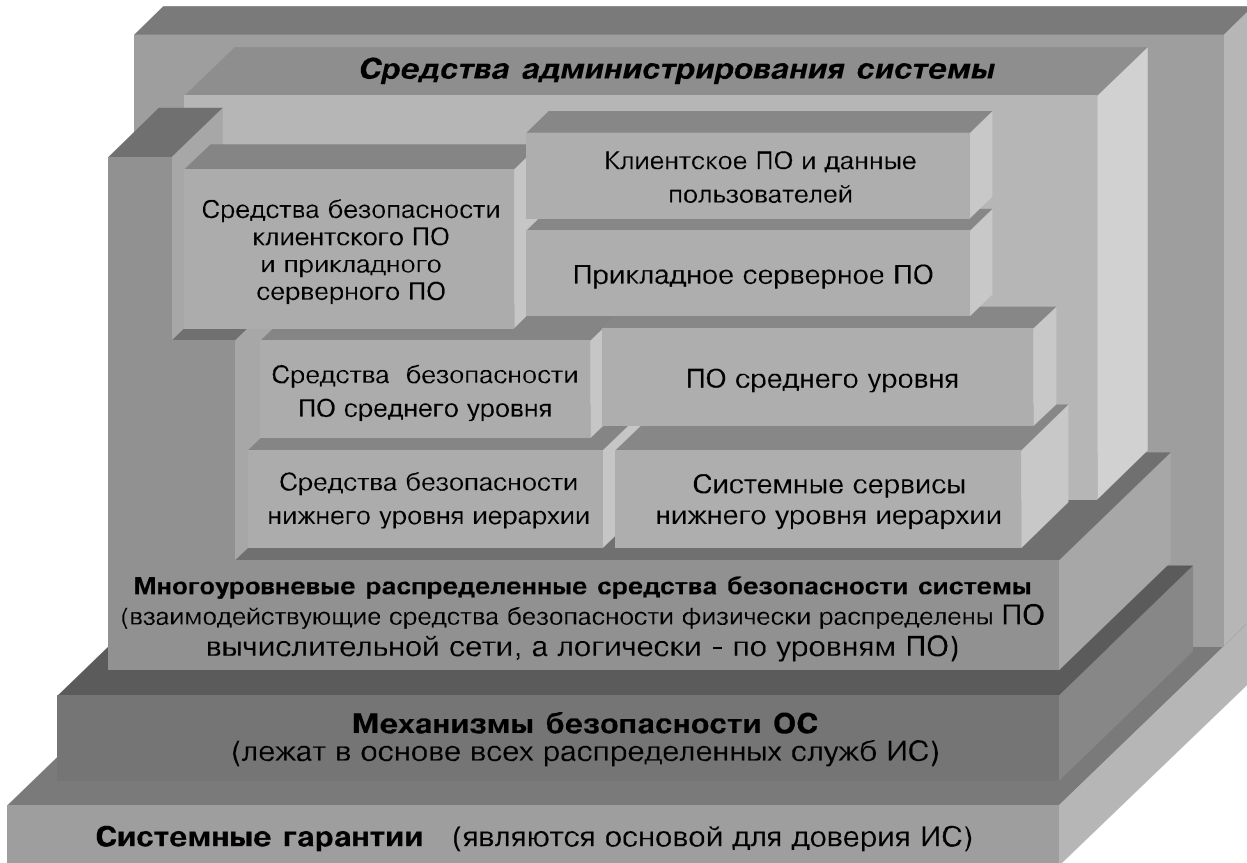 Средства администрирования системы
Клиентское ПО и данные
пользователей
Средства безопасности
клиентского ПО
и прикладного
серверного ПО
Прикладное серверное ПО
Средства безопасности
ПО среднего уровня
ПО среднего уровня
Средства безопасности
нижнего уровня иерархии
Системные сервисы
нижнего уровня иерархии
Многоуровневые распределенные средства безопасности системы
(взаимодействующие средства безопасности физически распределены ПО
вычислительной сети, а логически - по уровням ПО)
Механизмы безопасности ОС
(лежат в основе всех распределенных служб ИС)
Системные гарантии (являются основой для доверия ИС)